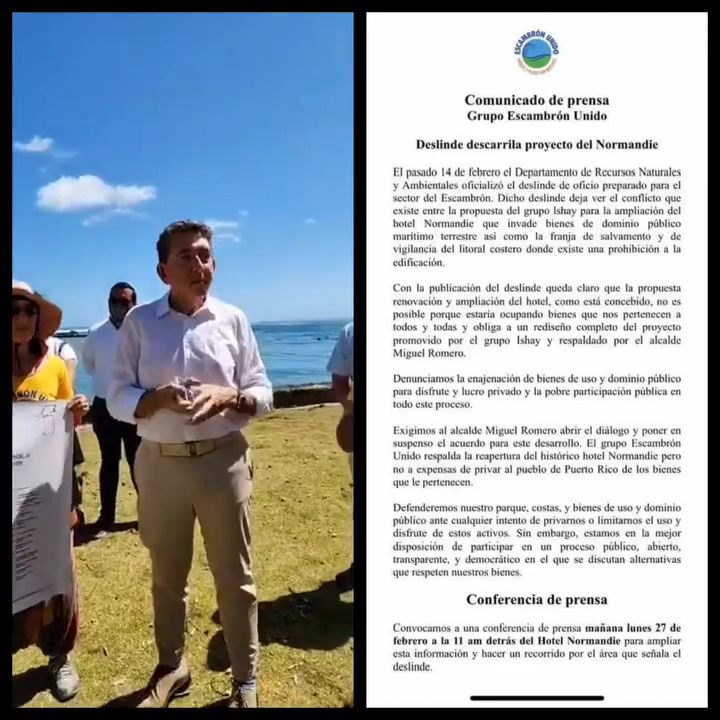 ESCAMBRÓN UNIDO
Comunicado de prensa
Grupo Escambrón Unido
Deslinde descarrila proyecto del Normandie
El pasado 14 de febrero el Departamento de Recursos Naturales
y Ambientales oficializó el deslinde de oficio preparado para el
sector del Escambrón. Dicho deslinde deja ver el conflicto que
existe entre la propuesta del grupo Ishay para la ampliación del
hotel Normandie que invade bienes de dominio público
marítimo terrestre así como la franja de salvamento y de
vigilancia del litoral costero donde existe una prohibición a la
edificación.
Con la publicación del deslinde queda claro que la propuesta
renovación y ampliación del hotel, como está concebido, no es
posible porque estaría ocupando bienes que nos pertenecen a
todos y todas y obliga a un rediseño completo del proyecto
promovido por el grupo Ishay y respaldado por el alcalde
Miguel Romero.
Denunciamos la enajenación de bienes de uso y dominio público
para disfrute y lucro privado y la pobre participación pública en
todo este proceso.
Exigimos al alcalde Miguel Romero abrir el diálogo y poner en
suspenso el acuerdo para este desarrollo. El grupo Escambrón
Unido respalda la reapertura del histórico hotel Normandie pero
no a expensas de privar al pueblo de Puerto Rico de los bienes
que le pertenecen.
Defenderemos nuestro parque, costas, y bienes de uso y dominio
público ante cualquier intento de privarnos o limitarnos el uso y
disfrute de estos activos. Sin embargo, estamos en la mejor
disposición de participar en un proceso público, abierto,
transparente, y democrático en el que se discutan alternativas
que respeten nuestros bienes.
Conferencia de prensa
Convocamos a una conferencia de prensa mañana lunes 27 de
febrero a la 11 am detrás del Hotel Normandie para ampliar
esta información y hacer un recorrido por el área que señala el
deslinde.